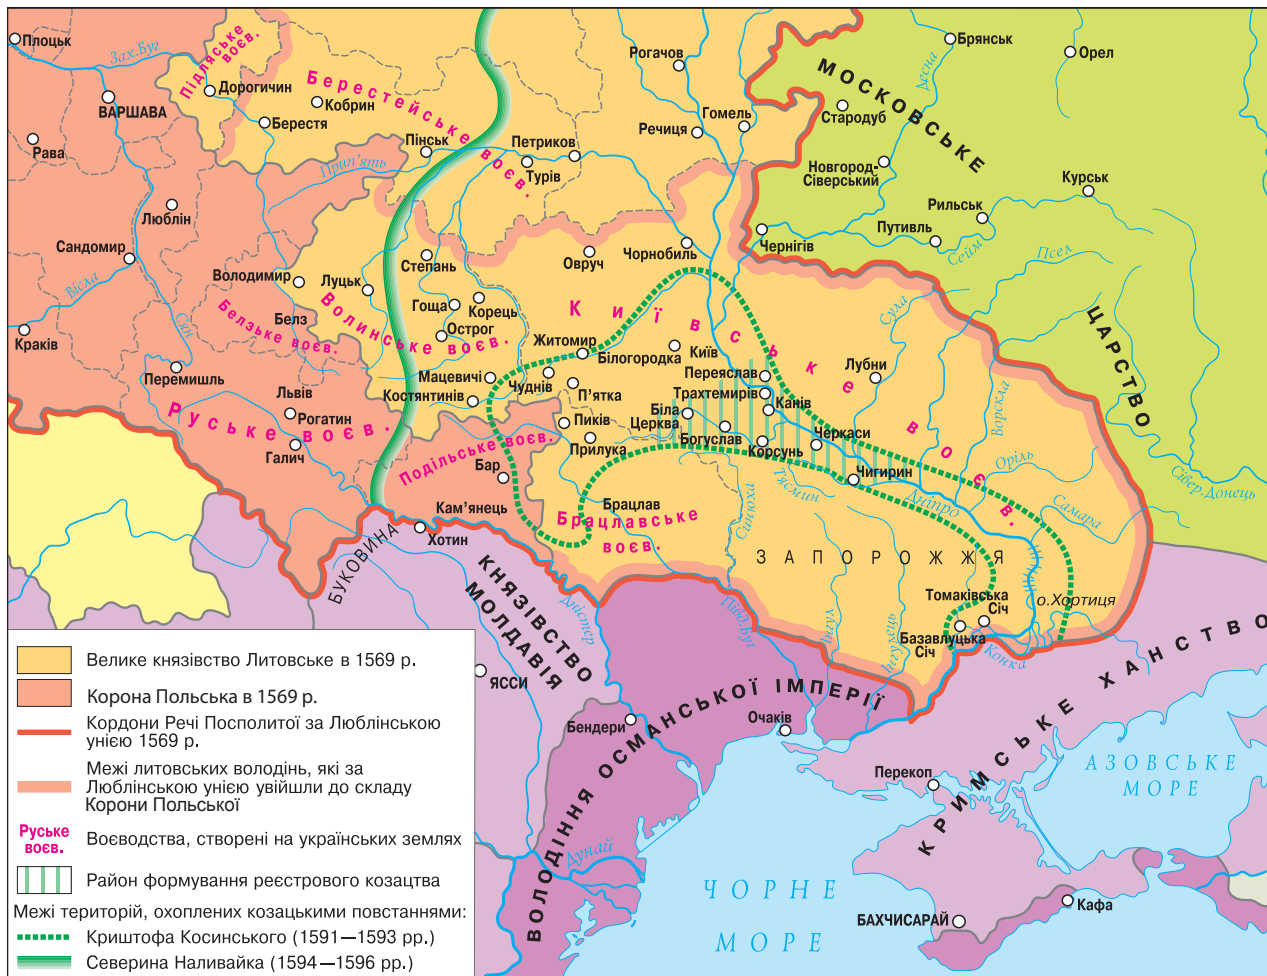 Плоцьк
Зах.Буг
Підляське
воєв.
Дорогичин
ВАРШАВА
Берестейське воєв.
Кобрин
Берестя
Рава
Пінськ
Прип'ять
Петриков
Турів
Рогачов
Речиця
Гомель
Десна
Брянськ
Орел
МОСКОВСЬКЕ
ЦАРСТВО
Стародуб
Новгород-
Сіверський
Курськ
Рильськ
Путивль
Сейм
Псел
Чернігів
Люблін
Сандомир
Вісла
Сян
Краків
Володимир
Луцьк
Степань
Овруч
Чорнобиль
Белз
Белзьке воєв.
Волинське воєв.
Гоща
Корець
Острог
Київське воєв.
Житомир
Білогородка
Київ
Сула
Лубни
Ворскла
Перемишль
Мацевичі
Костянтинів
Чуднів
П'ятка
Переяслав
Трахтемирів
Канів
Львів
Рогатин
Руське воєв.
Галич
Подільське воєв.
Бар
Пиків
Прилука
Біла
Церква
Богуслав
Корсунь
Черкаси
Чигирин
Тясмин
Дніпро
Оріль
Самара
Сівер.Донець
Кам'янець
Хотин
Брацлав
Брацлавське
воєв.
Синюха
ЗАПОРОЖЖЯ
БУКОВИНА
КНЯЗІВСТВО
МОЛДАВІЯ
Дністер
Півд.Буг
Інгул
Інгулець
Томаківська
Січ
о.Хортиця
Базавлуцька
Січ
Конка
ЯССИ
Бендери
Очаків
ВОЛОДІННЯ ОСМАНСЬКОЇ ІМПЕРІЇ
КРИМСЬКЕ ХАНСТВО
Перекоп
АЗОВСЬКЕ
МОРЕ
Дунай
ЧОРНЕ
МОРЕ
БАХЧИСАРАЙ
Кафа
Велике князівство Литовське в 1569 р.
Корона Польська в 1569 р.
Кордони Речі Посполитої за Люблінською
унією 1569 р.
Межі литовських володінь, які за
Люблінською унією увійшли до складу
Корони Польської
Руське
воєв.
Воєводства, створені на українських землях
Район формування реєстрового козацтва
Межі територій, охоплених козацькими повстаннями:
Криштофа Косинського (1591—1593 рр.)
Северина Наливайка (1594—1596 рр.)